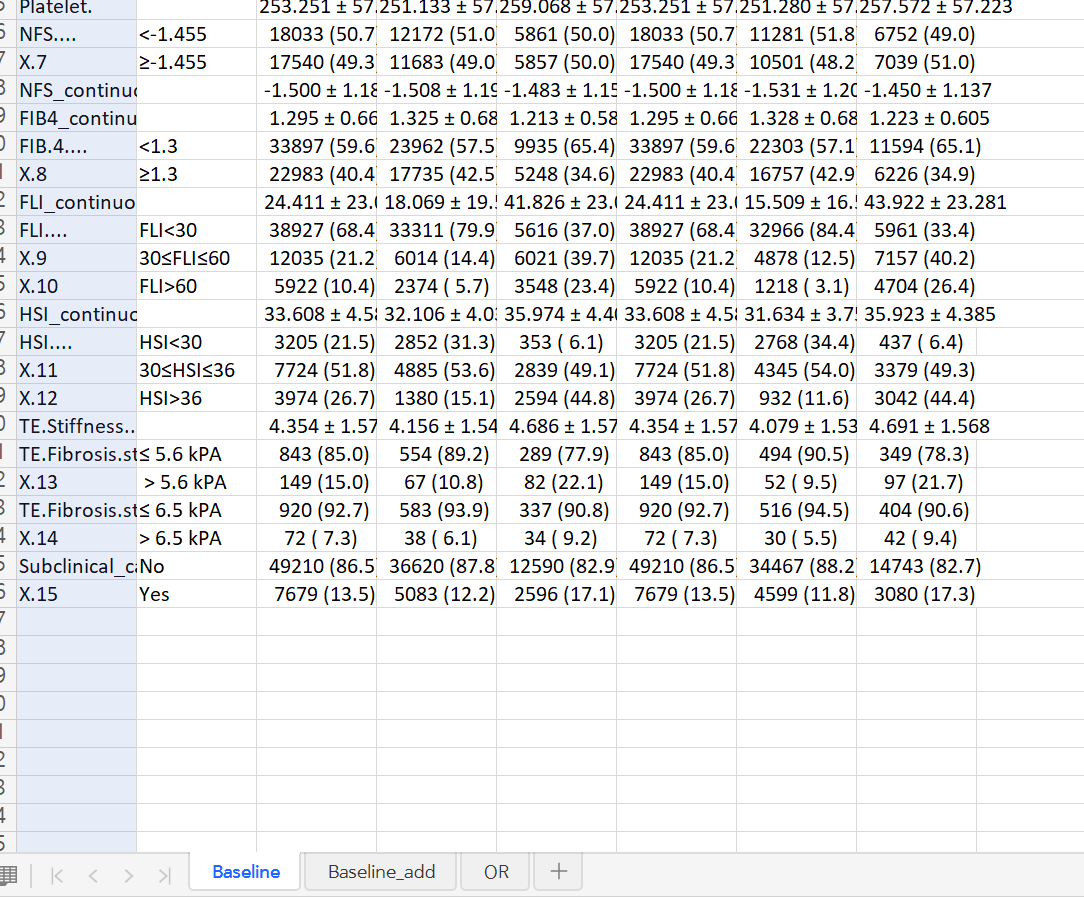 Platelet. 253.251 ± 57. 251.133 ± 57. 259.068 ± 57. 253.251 ± 57. 251.280 ± 57. 257.572 ± 57.223
NFS.... <-1.455 18033 (50.7 12172 (51.0 5861 (50.0) 18033 (50.7 11281 (51.8 6752 (49.0)
X.7 ≥-1.455 17540 (49.3 11683 (49.0 5857 (50.0) 17540 (49.3 10501 (48.2 7039 (51.0)
NFS_continuo -1.500 ± 1.18 -1.508 ± 1.19 -1.483 ± 1.15 -1.500 ± 1.18 -1.531 ± 1.20 -1.450 ± 1.137
FIB4_continu 1.295 ± 0.66 1.325 ± 0.68 1.213 ± 0.58 1.295 ± 0.66 1.328 ± 0.68 1.223 ± 0.605
FIB.4.... <1.3 33897 (59.6 23962 (57.5 9935 (65.4) 33897 (59.6 22303 (57.1 11594 (65.1)
X.8 ≥1.3 22983 (40.4 17735 (42.5 5248 (34.6) 22983 (40.4 16757 (42.9 6226 (34.9)
FLI_continuo 24.411 ± 23.0 18.069 ± 19. 41.826 ± 23.0 24.411 ± 23.0 15.509 ± 16. 43.922 ± 23.281
FLI.... FLI<30 38927 (68.4 33311 (79.9 5616 (37.0) 38927 (68.4 32966 (84.4 5961 (33.4)
X.9 30≤FLI≤60 12035 (21.2 6014 (14.4) 6021 (39.7) 12035 (21.2 4878 (12.5) 7157 (40.2)
X.10 FLI>60 5922 (10.4) 2374 ( 5.7) 3548 (23.4) 5922 (10.4) 1218 ( 3.1) 4704 (26.4)
HSI_continuo 33.608 ± 4.58 32.106 ± 4.0 35.974 ± 4.40 33.608 ± 4.58 31.634 ± 3.7 35.923 ± 4.385
HSI.... HSI<30 3205 (21.5) 2852 (31.3) 353 ( 6.1) 3205 (21.5) 2768 (34.4) 437 ( 6.4)
X.11 30≤HSI≤36 7724 (51.8) 4885 (53.6) 2839 (49.1) 7724 (51.8) 4345 (54.0) 3379 (49.3)
X.12 HSI>36 3974 (26.7) 1380 (15.1) 2594 (44.8) 3974 (26.7) 932 (11.6) 3042 (44.4)
TE.Stiffness.. 4.354 ± 1.57 4.156 ± 1.54 4.686 ± 1.57 4.354 ± 1.57 4.079 ± 1.53 4.691 ± 1.568
TE.Fibrosis.st ≤ 5.6 kPA 843 (85.0) 554 (89.2) 289 (77.9) 843 (85.0) 494 (90.5) 349 (78.3)
X.13 > 5.6 kPA 149 (15.0) 67 (10.8) 82 (22.1) 149 (15.0) 52 ( 9.5) 97 (21.7)
TE.Fibrosis.st ≤ 6.5 kPA 920 (92.7) 583 (93.9) 337 (90.8) 920 (92.7) 516 (94.5) 404 (90.6)
X.14 > 6.5 kPA 72 ( 7.3) 38 ( 6.1) 34 ( 9.2) 72 ( 7.3) 30 ( 5.5) 42 ( 9.4)
Subclinical_ca No 49210 (86.5 36620 (87.8 12590 (82.9 49210 (86.5 34467 (88.2 14743 (82.7)
X.15 Yes 7679 (13.5) 5083 (12.2) 2596 (17.1) 7679 (13.5) 4599 (11.8) 3080 (17.3)
Baseline Baseline_add OR